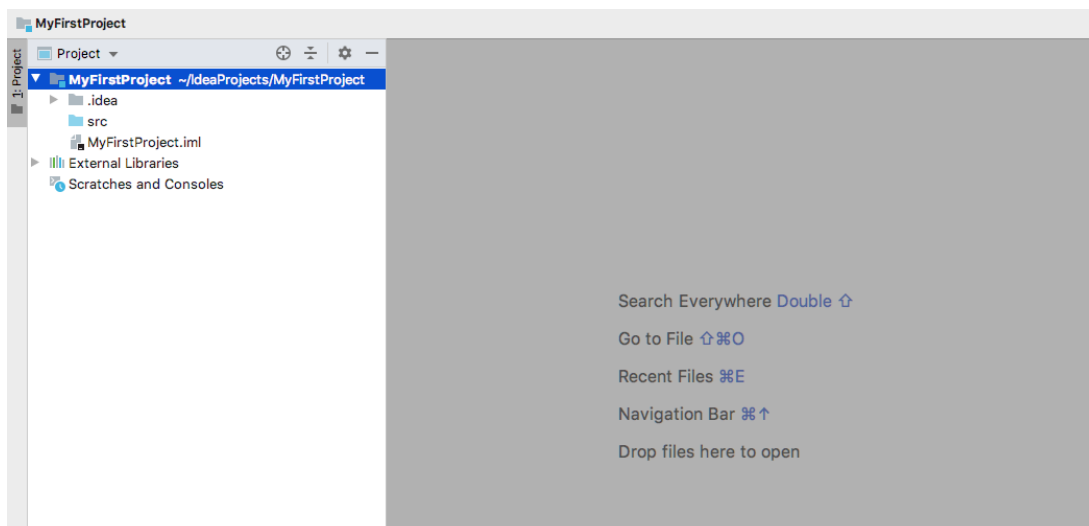 MyFirstProject
1: Project
Project
MyFirstProject ~/IdeaProjects/MyFirstProject
.idea
src
MyFirstProject.iml
External Libraries
Scratches and Consoles
Search Everywhere Double ⇧
Go to File ⇧⌘O
Recent Files ⌘E
Navigation Bar ⌘↑
Drop files here to open